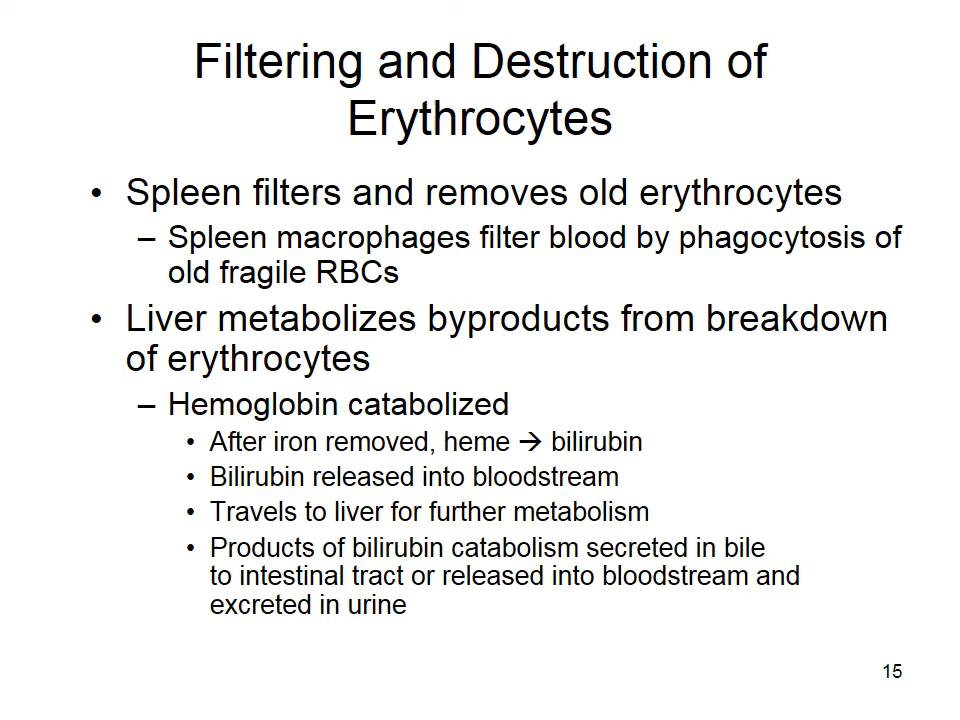 Filtering and Destruction of
Erythrocytes
• Spleen filters and removes old erythrocytes
– Spleen macrophages filter blood by phagocytosis of
old fragile RBCs
• Liver metabolizes byproducts from breakdown
of erythrocytes
– Hemoglobin catabolized
• After iron removed, heme → bilirubin
• Bilirubin released into bloodstream
• Travels to liver for further metabolism
• Products of bilirubin catabolism secreted in bile
to intestinal tract or released into bloodstream and
excreted in urine
15